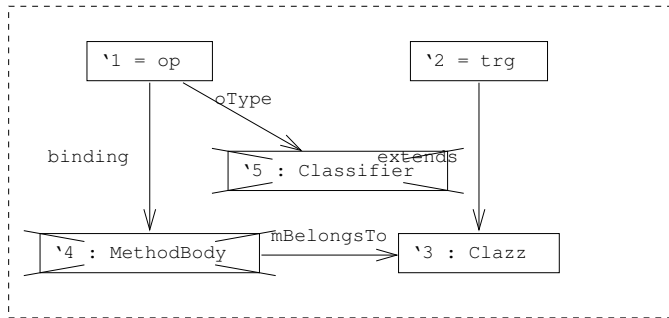 ‵1 = op
‵2 = trg
oType
binding
extends
‵5 : Classifier
mBelongsTo
‵4 : MethodBody
‵3 : Clazz